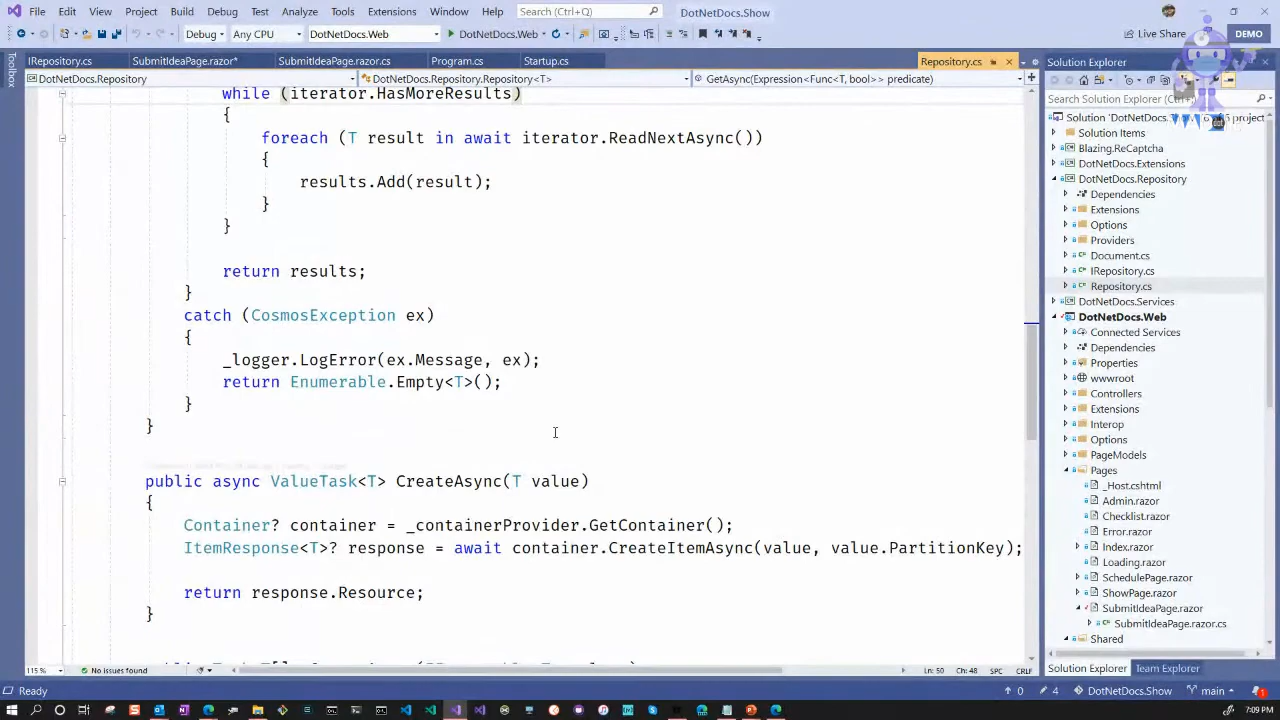 File Edit View Git Project Build Debug Test Analyze Tools Extensions Window Help Search (Ctrl+Q) DotNetDocs.Show
Debug Any CPU DotNetDocs.Web DotNetDocs.Web Live Share DEMO
IRepository.cs SubmitIdeaPage.razor* SubmitIdeaPage.razor.cs Program.cs Startup.cs Repository.cs
DotNetDocs.Repository DotNetDocs.Repository.Repository<T> GetAsync(Expression<Func<T, bool>> predicate)
Toolbox
while (iterator.HasMoreResults)
{
foreach (T result in await iterator.ReadNextAsync())
{
results.Add(result);
}
}
return results;
}
catch (CosmosException ex)
{
_logger.LogError(ex.Message, ex);
return Enumerable.Empty<T>();
}
}
public async ValueTask<T> CreateAsync(T value)
{
Container? container = _containerProvider.GetContainer();
ItemResponse<T>? response = await container.CreateItemAsync(value, value.PartitionKey);
return response.Resource;
}
Solution Explorer
Search Solution Explorer (Ctrl+;)
Solution 'DotNetDocs.
Solution Items
Blazing.ReCaptcha
DotNetDocs.Extensions
DotNetDocs.Repository
Dependencies
Extensions
Options
Providers
Document.cs
IRepository.cs
Repository.cs
DotNetDocs.Services
DotNetDocs.Web
Connected Services
Dependencies
Properties
wwwroot
Controllers
Extensions
Interop
Options
PageModels
Pages
_Host.cshtml
Admin.razor
Checklist.razor
Error.razor
Index.razor
Loading.razor
SchedulePage.razor
ShowPage.razor
SubmitIdeaPage.razor
SubmitIdeaPage.razor.cs
Shared
Solution Explorer Team Explorer
115 % No issues found Ln: 50 Ch: 48 SPC CRLF
Ready 0 4 DotNetDocs.Show main 1
7:09 PM